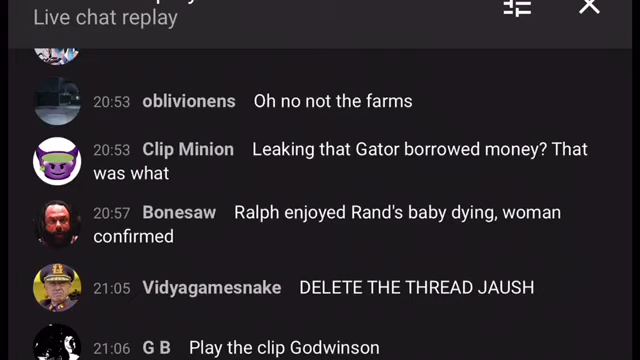 Live chat replay
20:53 oblivionens Oh no not the farms
20:53 Clip Minion Leaking that Gator borrowed money? That
was what
20:57 Bonesaw Ralph enjoyed Rand's baby dying, woman
confirmed
21:05 Vidyagamesnake DELETE THE THREAD JAUSH
21:06 G B Play the clip Godwinson